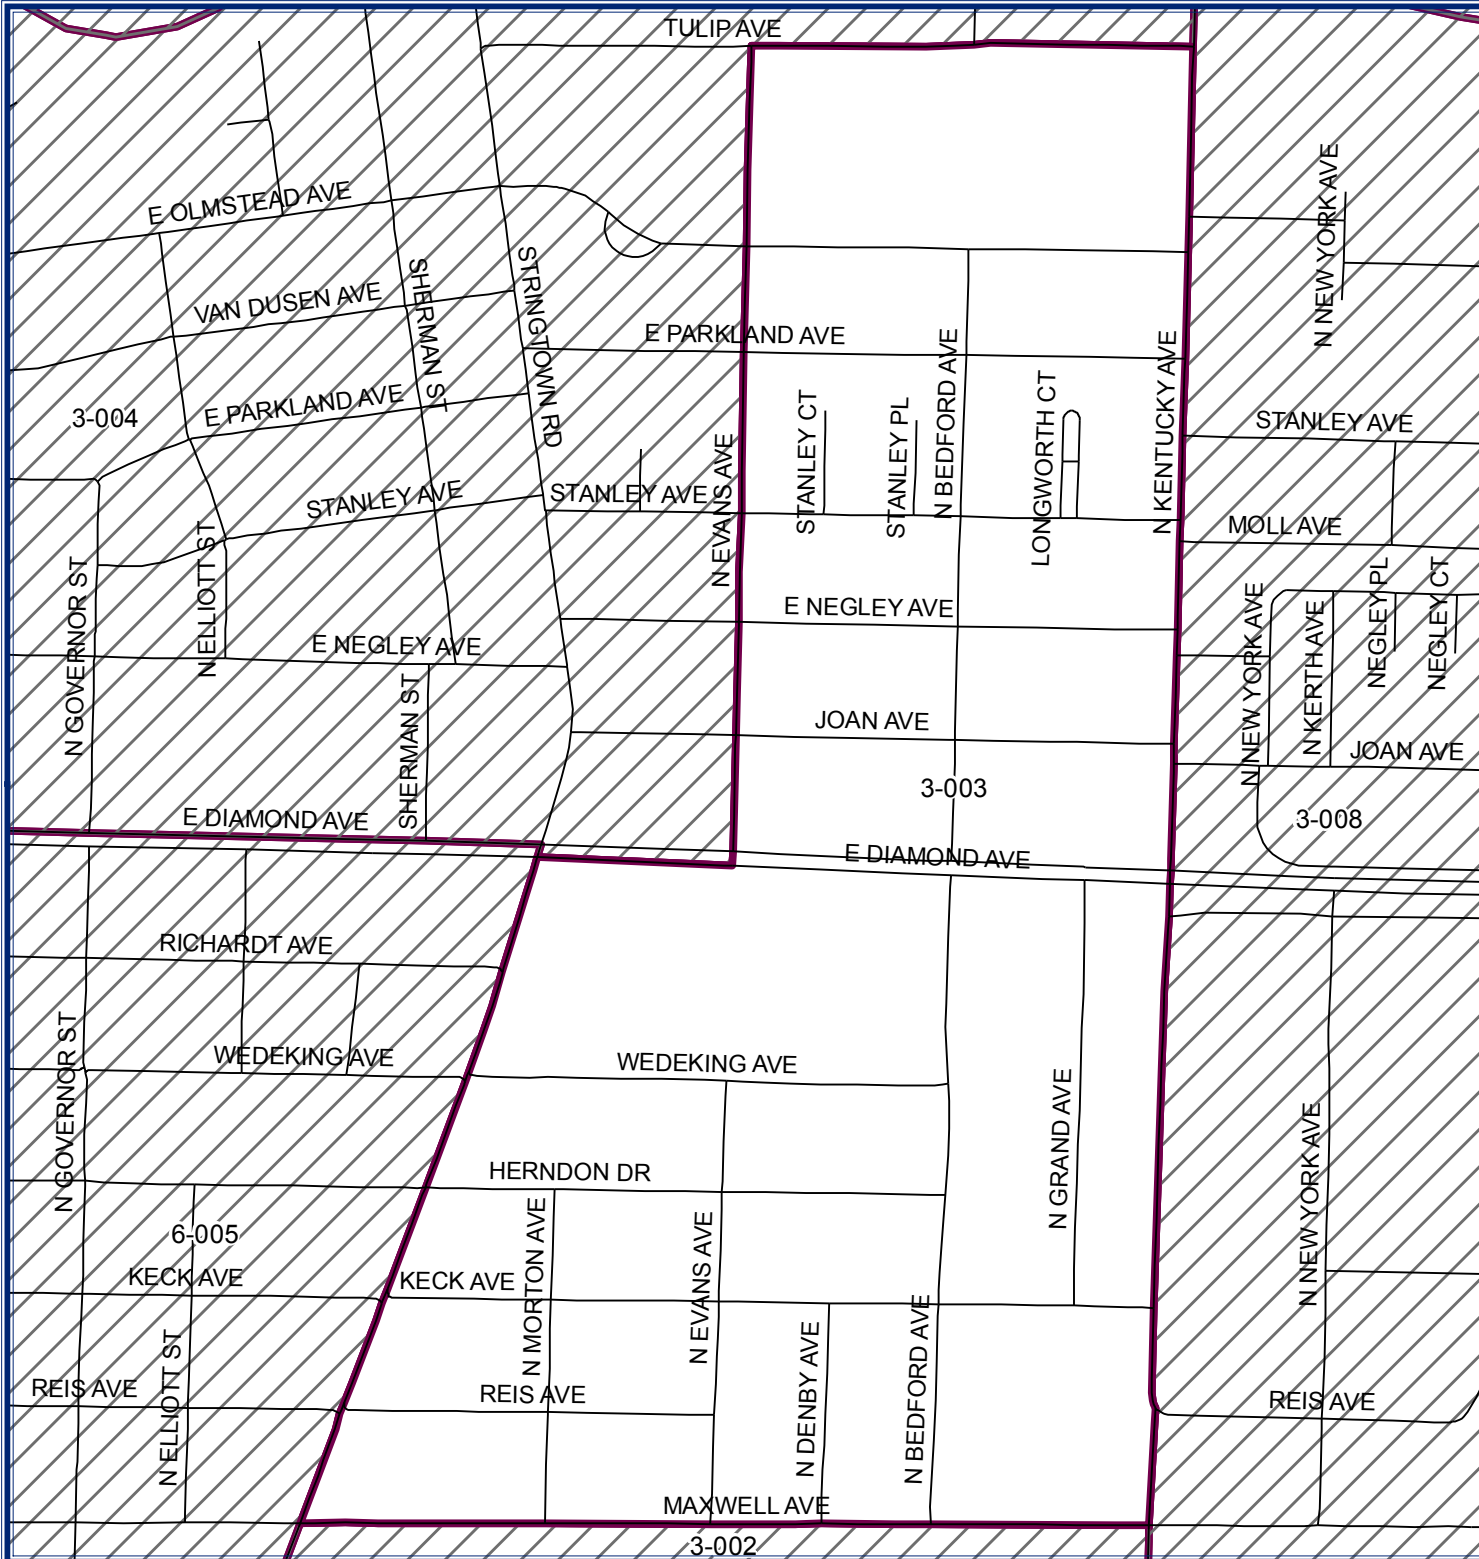 TULIP AVE
E OLMSTEAD AVE
N NEW YORK AVE
VAN DUSEN AVE
SHERMAN ST
STRINGTOWN RD
E PARKLAND AVE
N BEDFORD AVE
N KENTUCKY AVE
3-004
E PARKLAND AVE
STANLEY CT
STANLEY PL
LONGWORTH CT
STANLEY AVE
STANLEY AVE
STANLEY AVE
N EVANS AVE
MOLL AVE
N GOVERNOR ST
N ELLIOTT ST
E NEGLEY AVE
E NEGLEY AVE
N NEW YORK AVE
N KERTH AVE
NEGLEY PL
NEGLEY CT
SHERMAN ST
JOAN AVE
JOAN AVE
3-003
3-008
E DIAMOND AVE
E DIAMOND AVE
RICHARDT AVE
N GOVERNOR ST
WEDEKING AVE
WEDEKING AVE
N GRAND AVE
N NEW YORK AVE
HERNDON DR
6-005
KECK AVE
KECK AVE
N MORTON AVE
N EVANS AVE
N DENBY AVE
N BEDFORD AVE
REIS AVE
N ELLIOTT ST
REIS AVE
REIS AVE
MAXWELL AVE
3-002